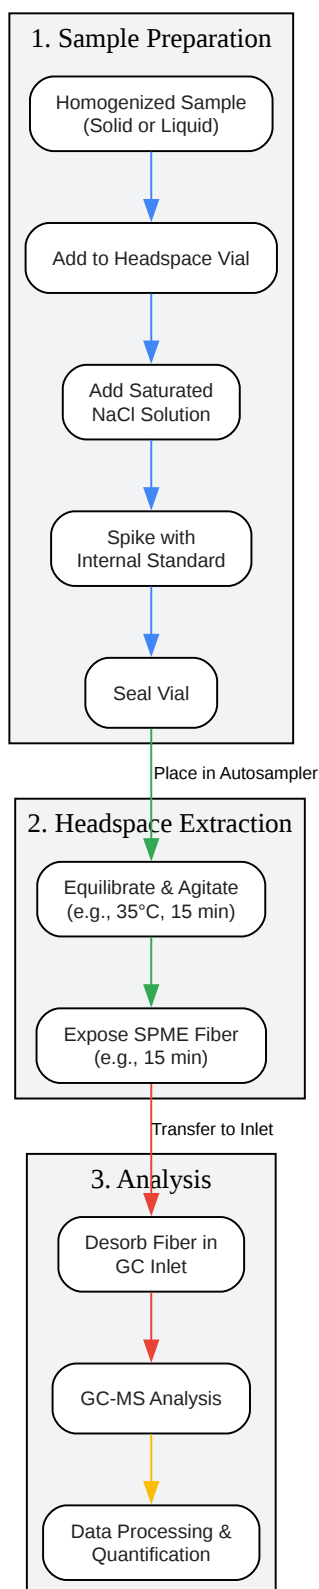 1. Sample Preparation
Homogenized Sample
(Solid or Liquid)
Add to Headspace Vial
Add Saturated
NaCl Solution
Spike with
Internal Standard
Seal Vial
Place in Autosampler
2. Headspace Extraction
Equilibrate & Agitate
(e.g., 35°C, 15 min)
Expose SPME Fiber
(e.g., 15 min)
Transfer to Inlet
3. Analysis
Desorb Fiber in
GC Inlet
GC-MS Analysis
Data Processing &
Quantification